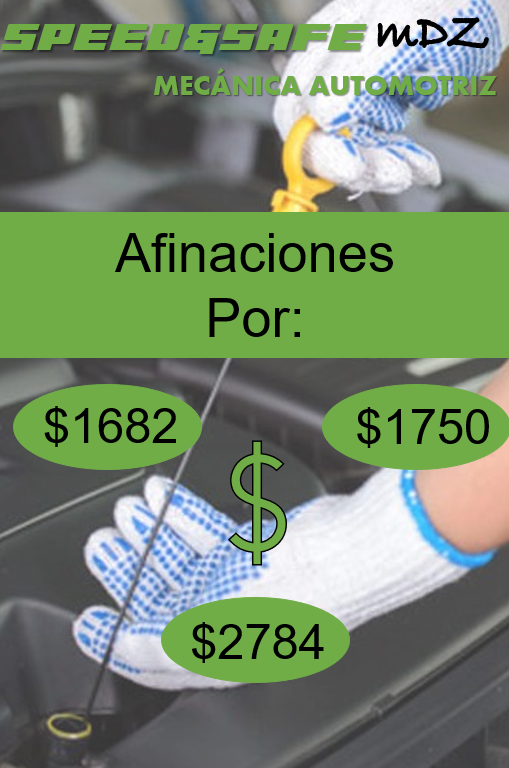 SPEED&SAFE MDZ
MECÁNICA AUTOMOTRIZ
Afinaciones
Por:
$1682
$1750
$
$2784